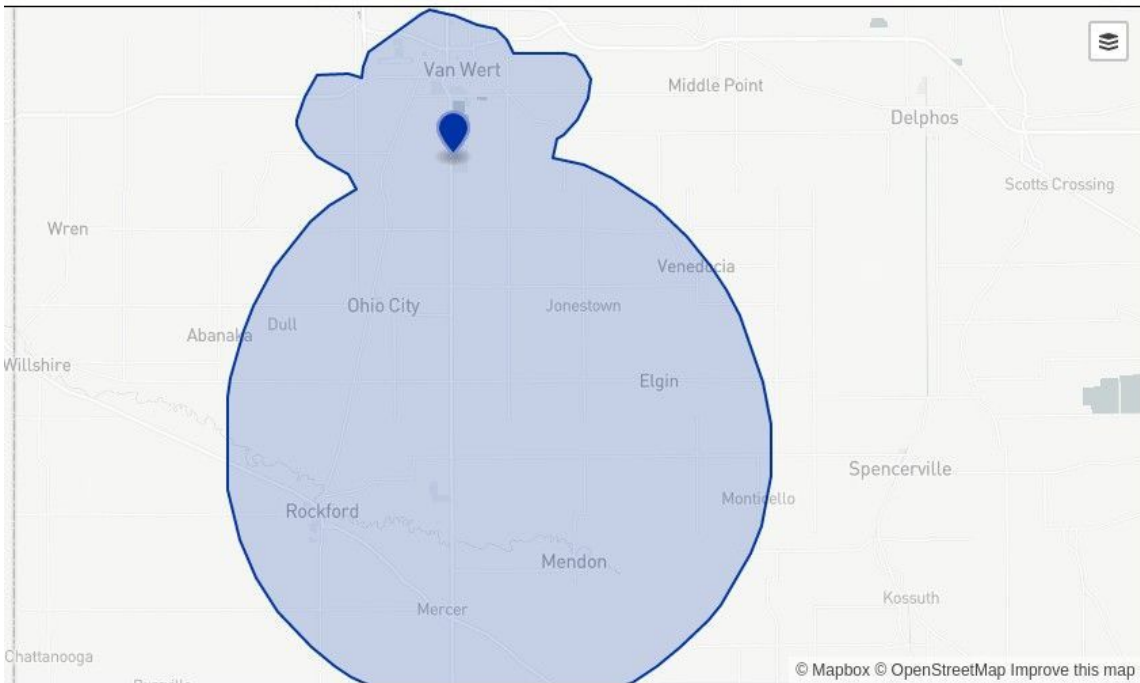 Van Wert
Middle Point
Delphos
Scotts Crossing
Wren
Venedocia
Ohio City
Jonestown
Dull
Abanaka
Willshire
Elgin
Spencerville
Monticello
Rockford
Mendon
Kossuth
Mercer
Chattanooga
© Mapbox © OpenStreetMap Improve this map